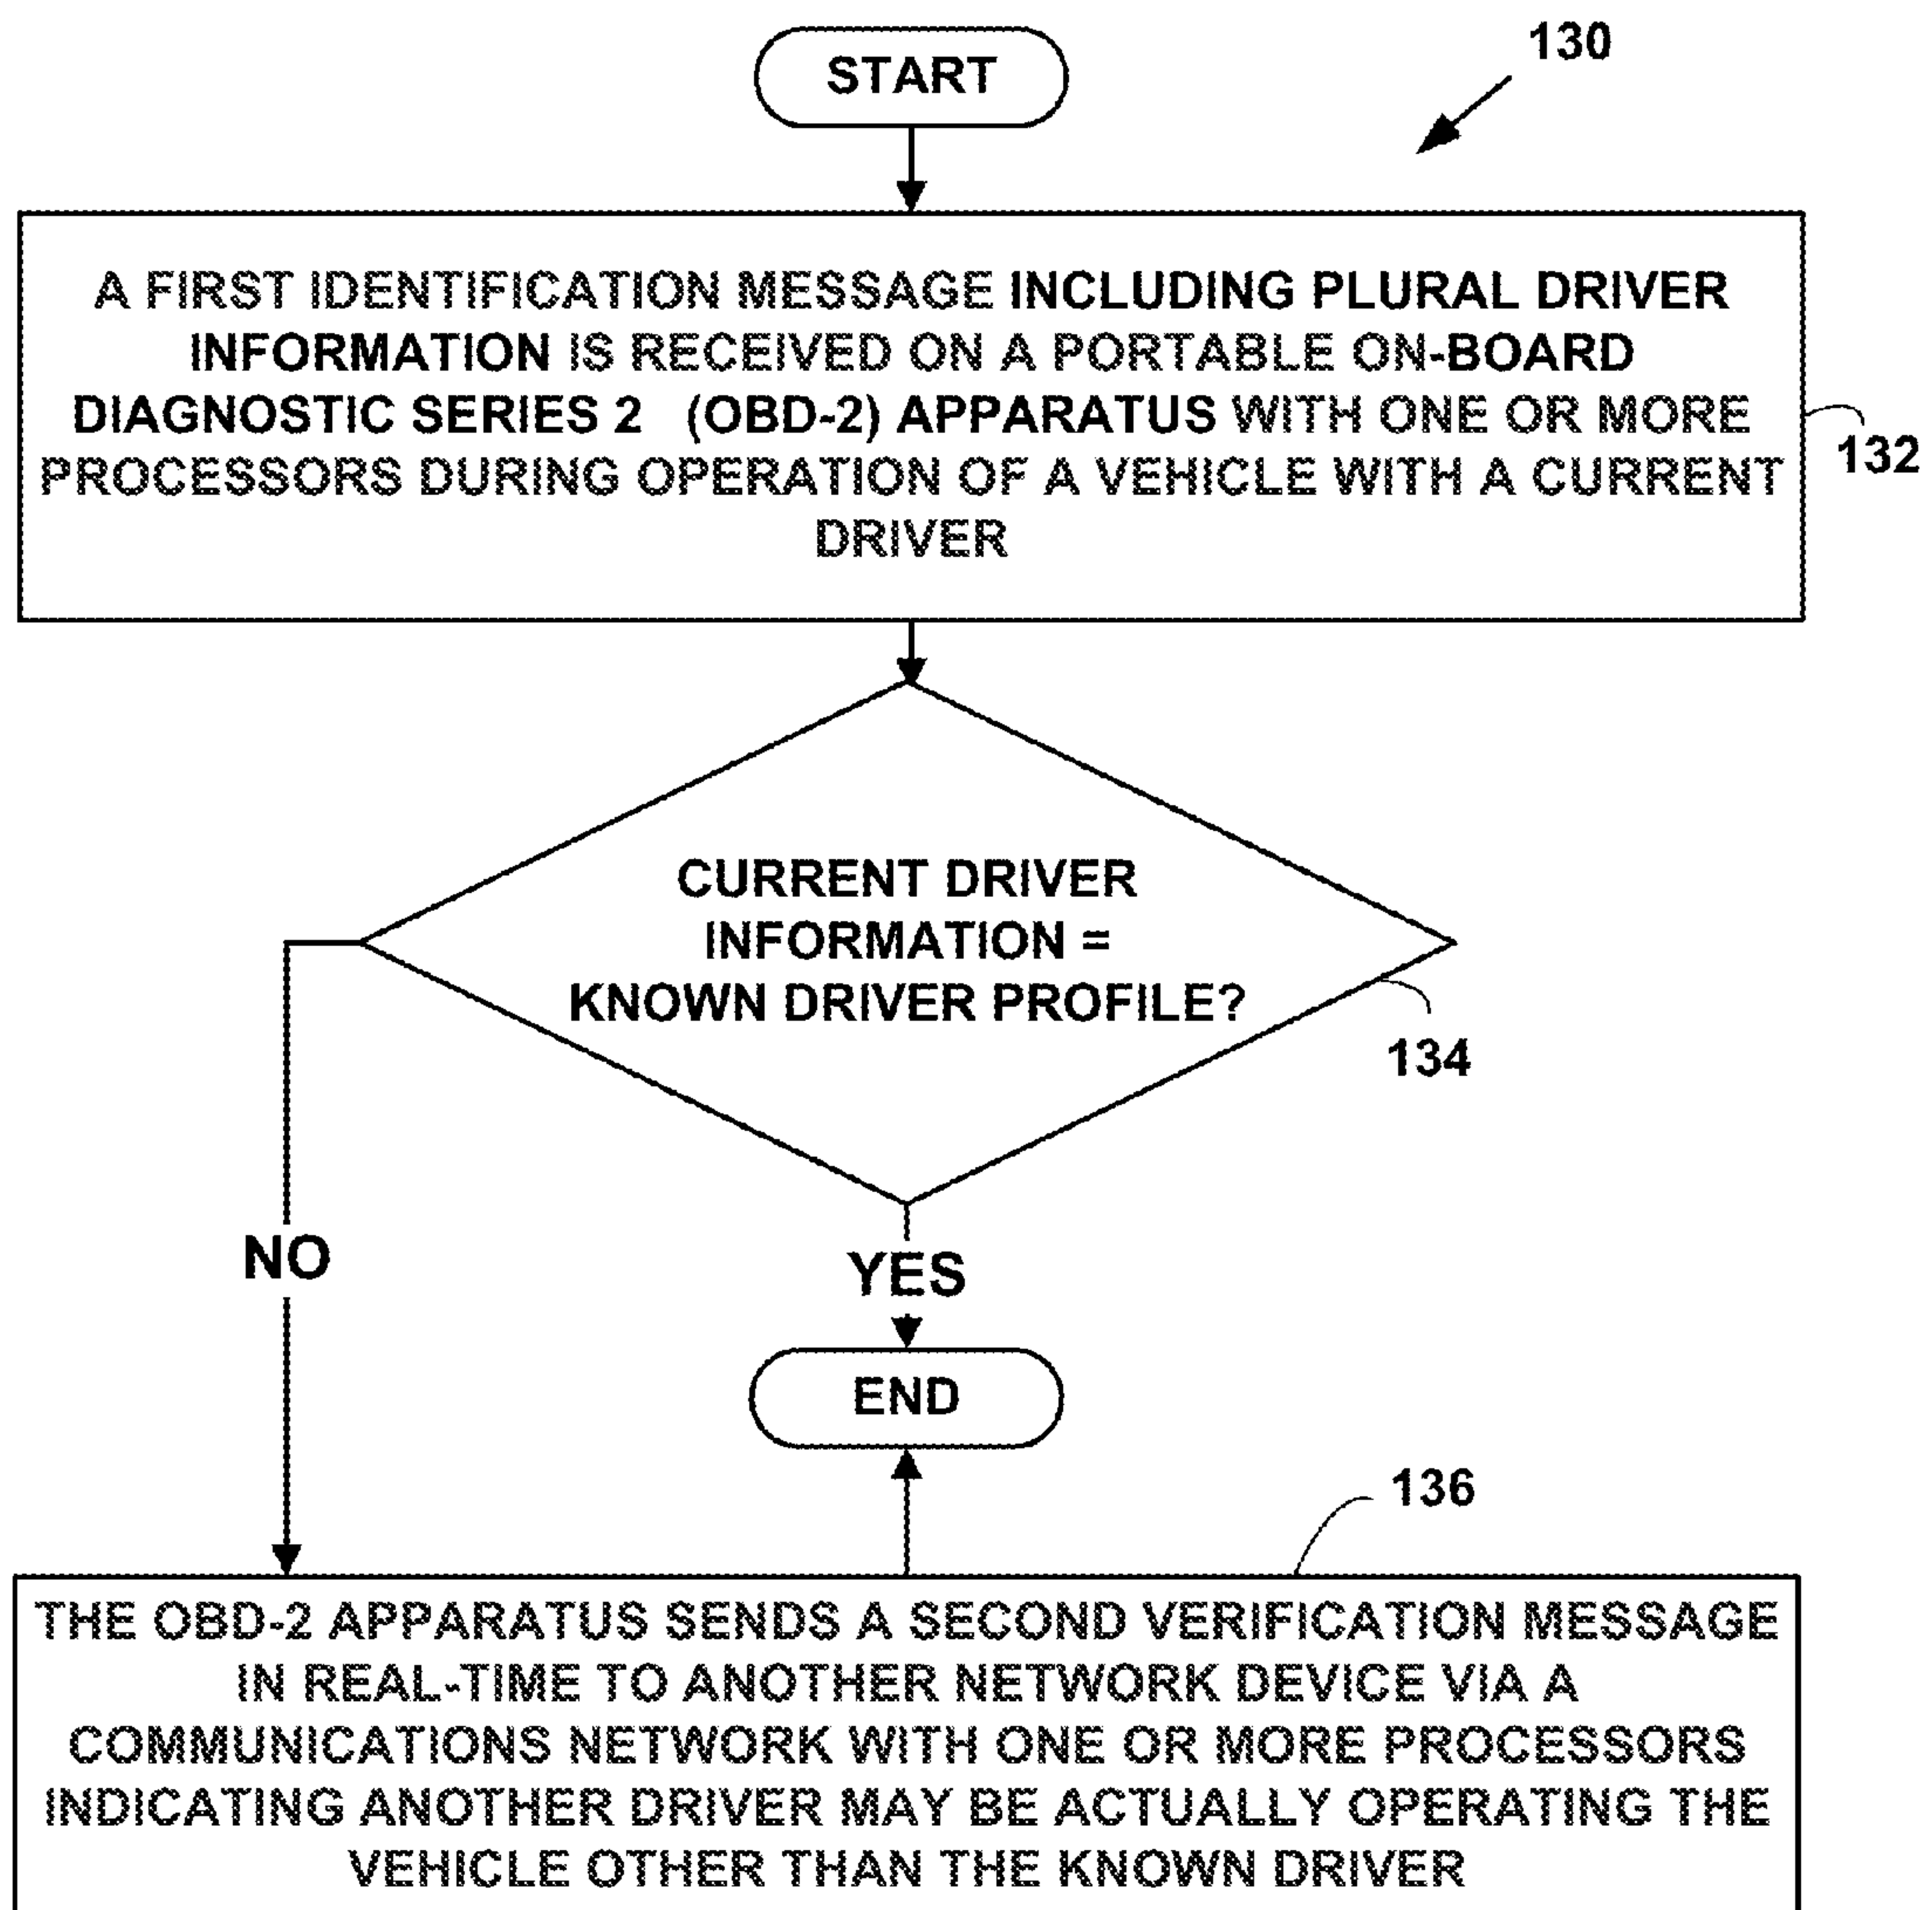 START
130
A FIRST IDENTIFICATION MESSAGE INCLUDING PLURAL DRIVER
INFORMATION IS RECEIVED ON A PORTABLE ON-BOARD
DIAGNOSTIC SERIES 2 (OBD-2) APPARATUS WITH ONE OR MORE
PROCESSORS DURING OPERATION OF A VEHICLE WITH A CURRENT
DRIVER
132
CURRENT DRIVER
INFORMATION =
KNOWN DRIVER PROFILE?
134
NO
YES
END
136
THE OBD-2 APPARATUS SENDS A SECOND VERIFICATION MESSAGE
IN REAL-TIME TO ANOTHER NETWORK DEVICE VIA A
COMMUNICATIONS NETWORK WITH ONE OR MORE PROCESSORS
INDICATING ANOTHER DRIVER MAY BE ACTUALLY OPERATING THE
VEHICLE OTHER THAN THE KNOWN DRIVER